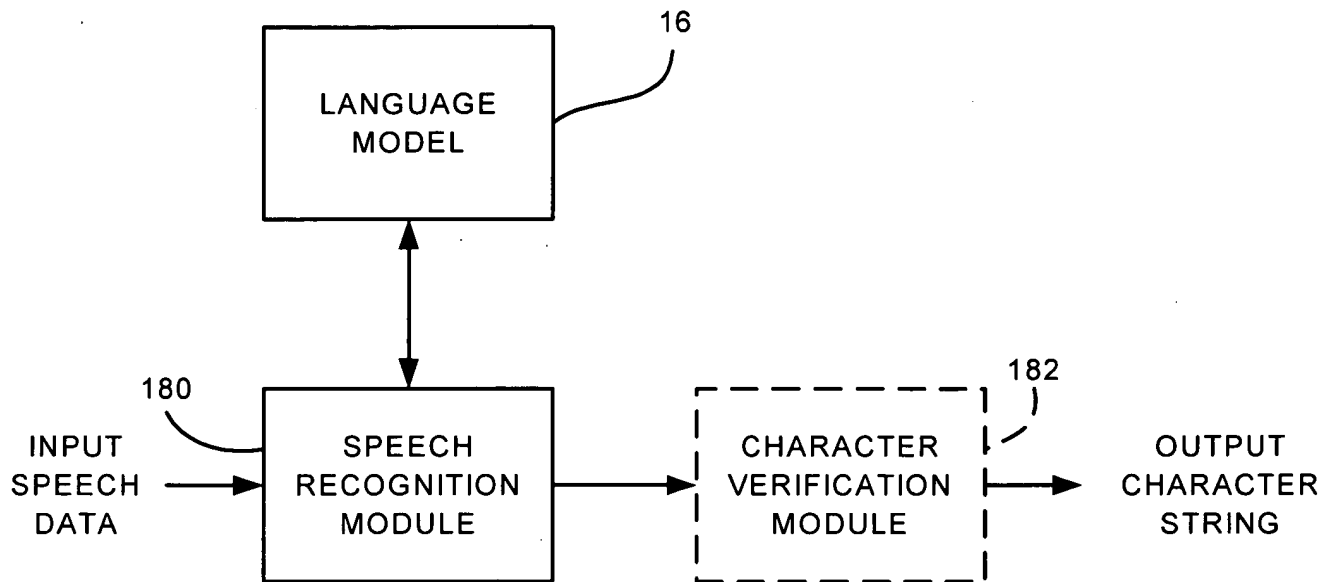 16
LANGUAGE
MODEL
180
182
INPUT
SPEECH
DATA
SPEECH
RECOGNITION
MODULE
CHARACTER
VERIFICATION
MODULE
OUTPUT
CHARACTER
STRING